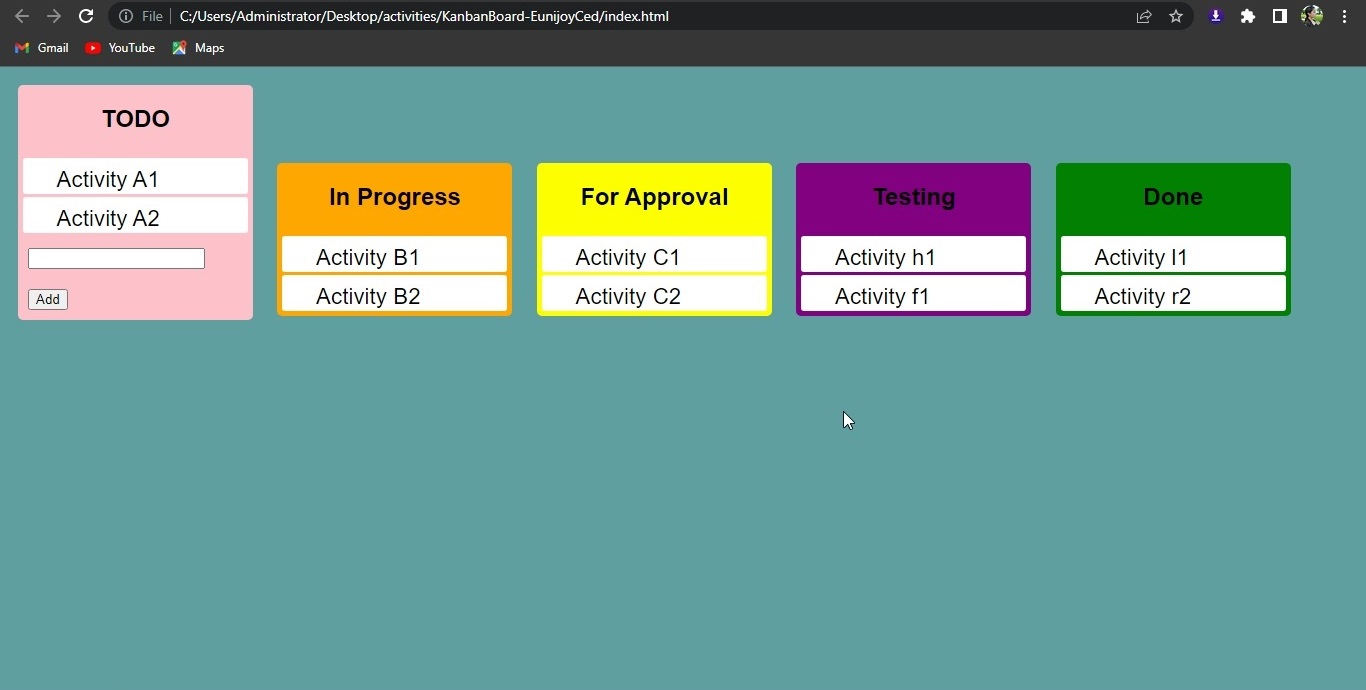 File C:/Users/Administrator/Desktop/activities/KanbanBoard-EunijoyCed/index.html
Gmail YouTube Maps
TODO
Activity A1
Activity A2
Add
In Progress
Activity B1
Activity B2
For Approval
Activity C1
Activity C2
Testing
Activity h1
Activity f1
Done
Activity l1
Activity r2